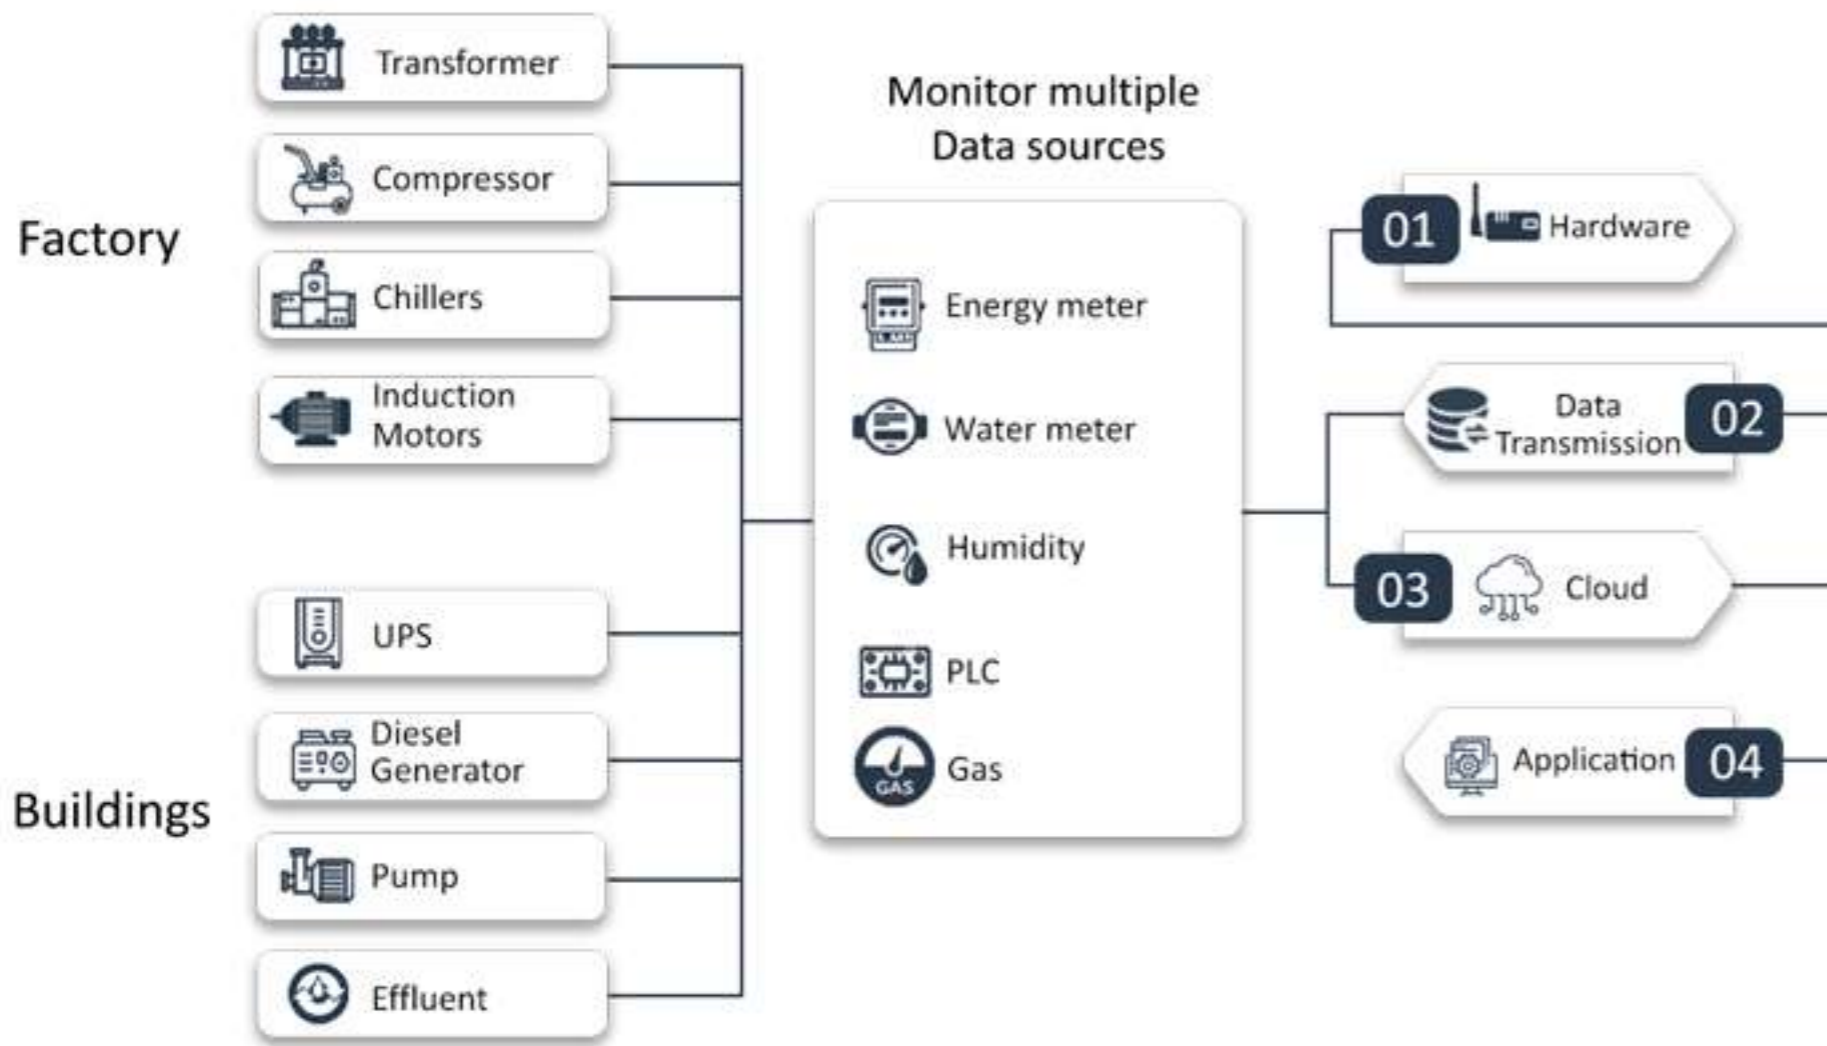 Factory
Transformer
Compressor
Chillers
Induction
Motors
Buildings
UPS
Diesel
Generator
Pump
Effluent
Monitor multiple
Data sources
Energy meter
Water meter
Humidity
PLC
GAS
Gas
01
Hardware
Data
Transmission
02
03
Cloud
Application
04